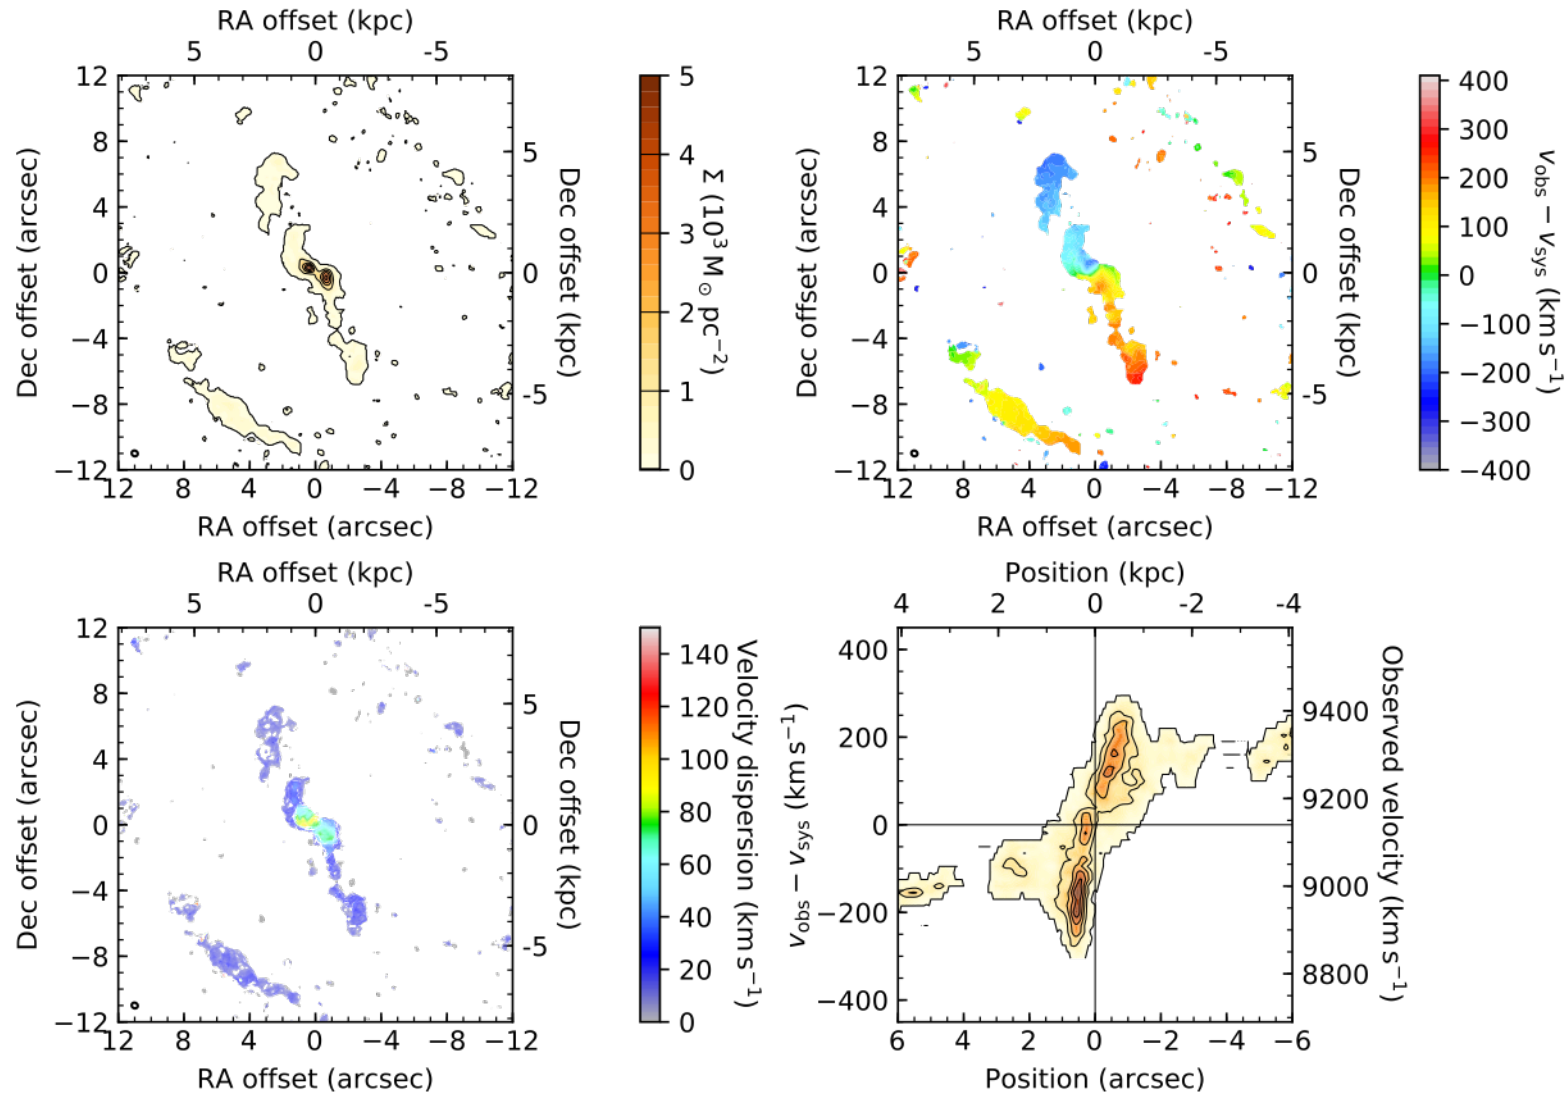 RA offset (kpc)
5 0 -5
12
8
4
0
−4
−8
−12
Dec offset (arcsec)
5
0
-5
Dec offset (kpc)
12 8 4 0 −4 −8 −12
RA offset (arcsec)
5
4
3
2
1
0
Σ (10³ M⊙ pc⁻²)
RA offset (kpc)
5 0 -5
12
8
4
0
−4
−8
−12
Dec offset (arcsec)
5
0
-5
Dec offset (kpc)
12 8 4 0 −4 −8 −12
RA offset (arcsec)
400
300
200
100
0
−100
−200
−300
−400
vobs − vsys (km s⁻¹)
RA offset (kpc)
5 0 -5
12
8
4
0
−4
−8
−12
Dec offset (arcsec)
5
0
-5
Dec offset (kpc)
12 8 4 0 −4 −8 −12
RA offset (arcsec)
140
120
100
80
60
40
20
0
Velocity dispersion (km s⁻¹)
Position (kpc)
4 2 0 -2 -4
400
200
0
−200
−400
vobs − vsys (km s⁻¹)
9400
9200
9000
8800
Observed velocity (km s⁻¹)
6 4 2 0 −2 −4 −6
Position (arcsec)